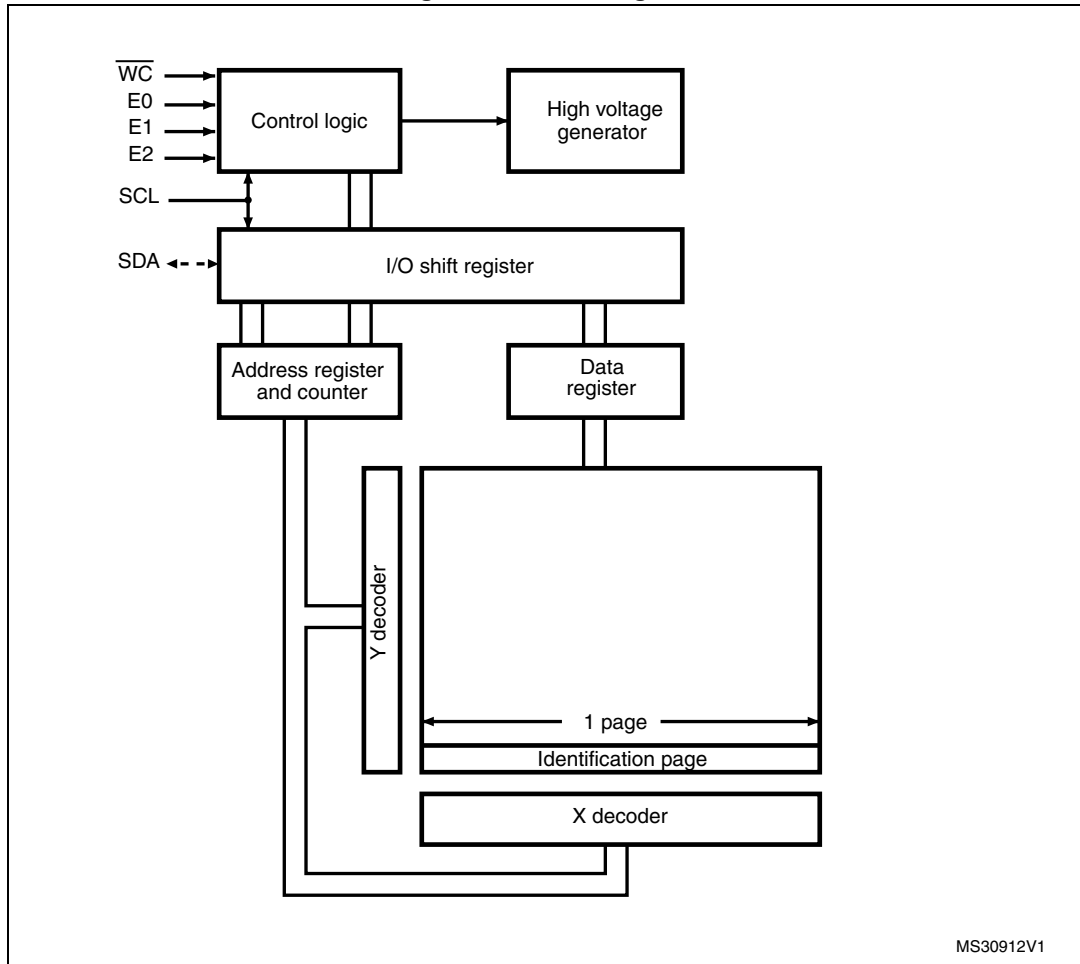 WC
E0
E1
E2
SCL
SDA
Control logic
High voltage
generator
I/O shift register
Address register
and counter
Data
register
Y decoder
1 page
Identification page
X decoder
MS30912V1